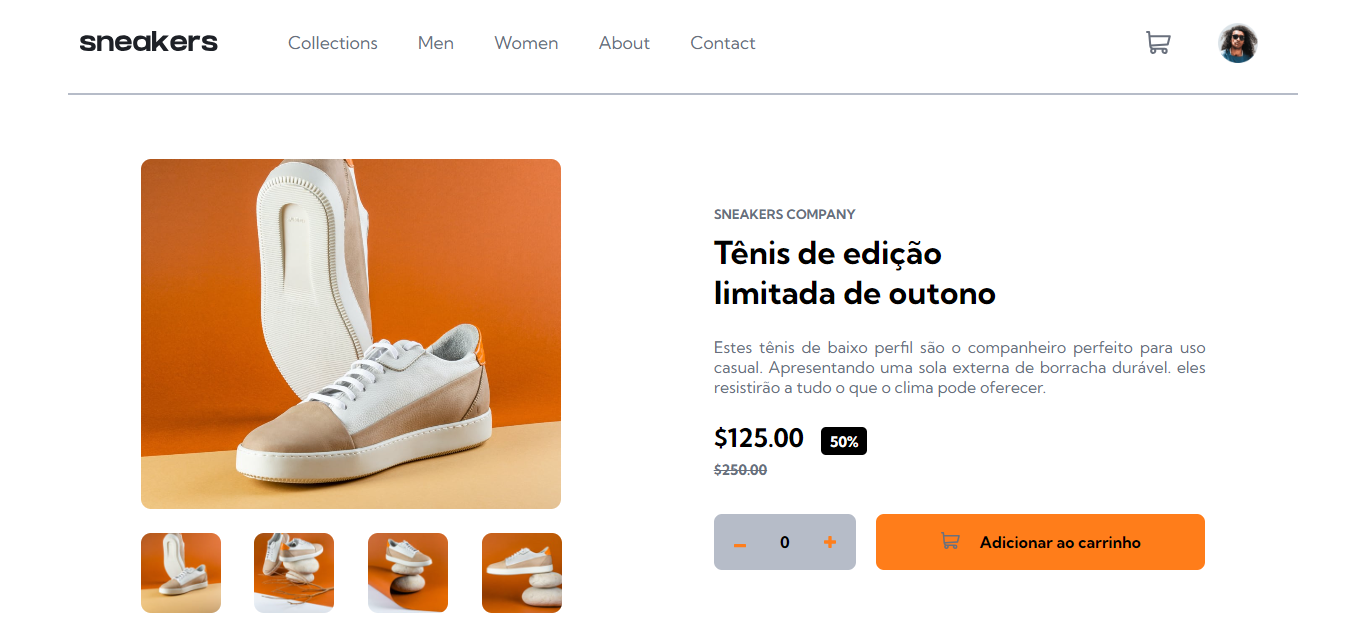 sneakers
Collections
Men
Women
About
Contact
SNEAKERS COMPANY
Tênis de edição
limitada de outono
Estes tênis de baixo perfil são o companheiro perfeito para uso
casual. Apresentando uma sola externa de borracha durável. eles
resistirão a tudo o que o clima pode oferecer.
$125.00
50%
$250.00
0
Adicionar ao carrinho